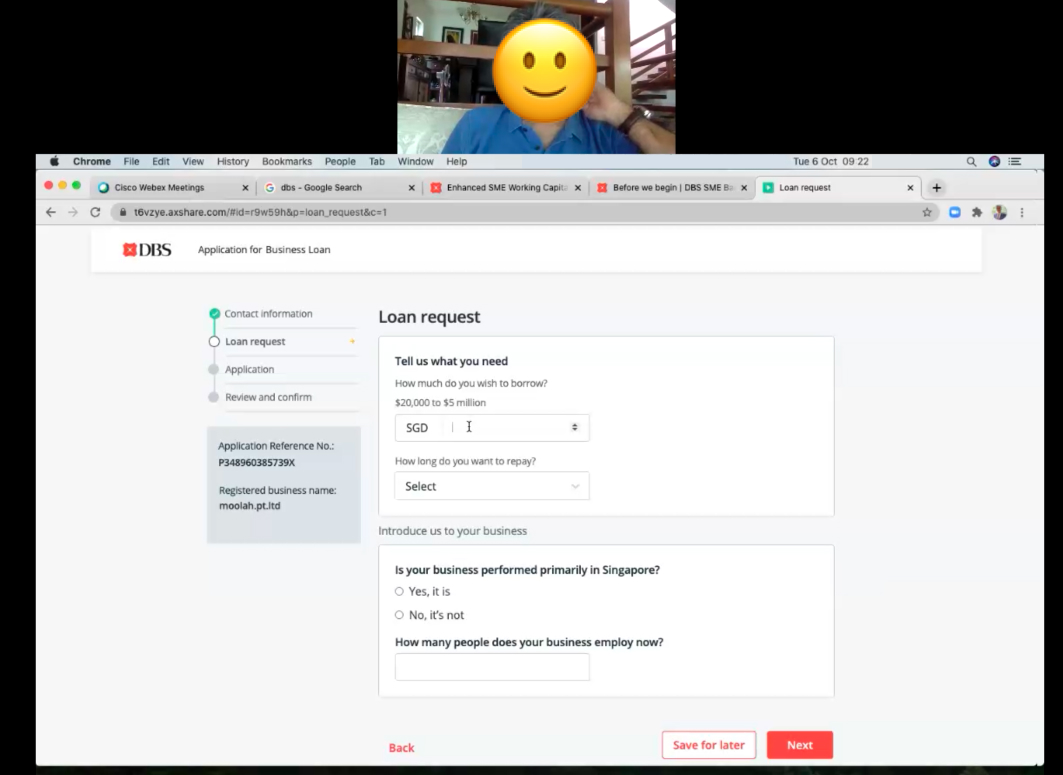 Chrome File Edit View History Bookmarks People Tab Window Help Tue 6 Oct 09:22
Cisco Webex Meetings
dbs - Google Search
Enhanced SME Working Capita
Before we begin | DBS SME Ba
Loan request
t6vzye.axshare.com/#id=r9w59h&p=loan_request&c=1
DBS Application for Business Loan
Contact information
Loan request
Application
Review and confirm
Application Reference No.:
P348960385739X
Registered business name:
moolah.pt.ltd
Loan request
Tell us what you need
How much do you wish to borrow?
$20,000 to $5 million
SGD
How long do you want to repay?
Select
Introduce us to your business
Is your business performed primarily in Singapore?
Yes, it is
No, it's not
How many people does your business employ now?
Back
Save for later
Next